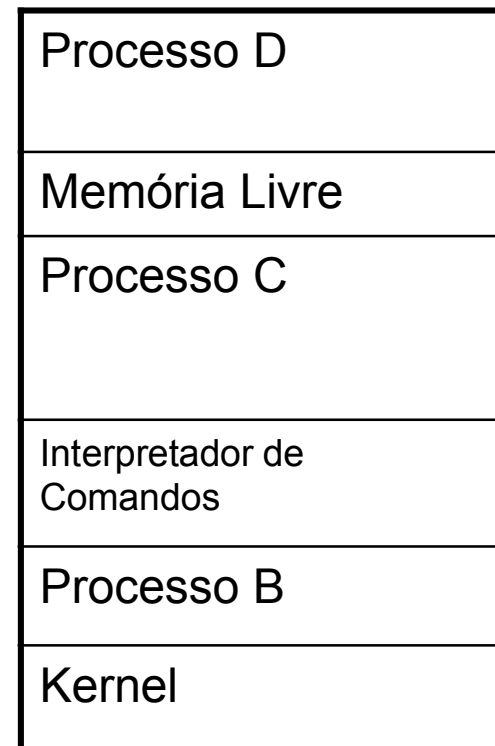 Processo D
Memória Livre
Processo C
Interpretador de
Comandos
Processo B
Kernel